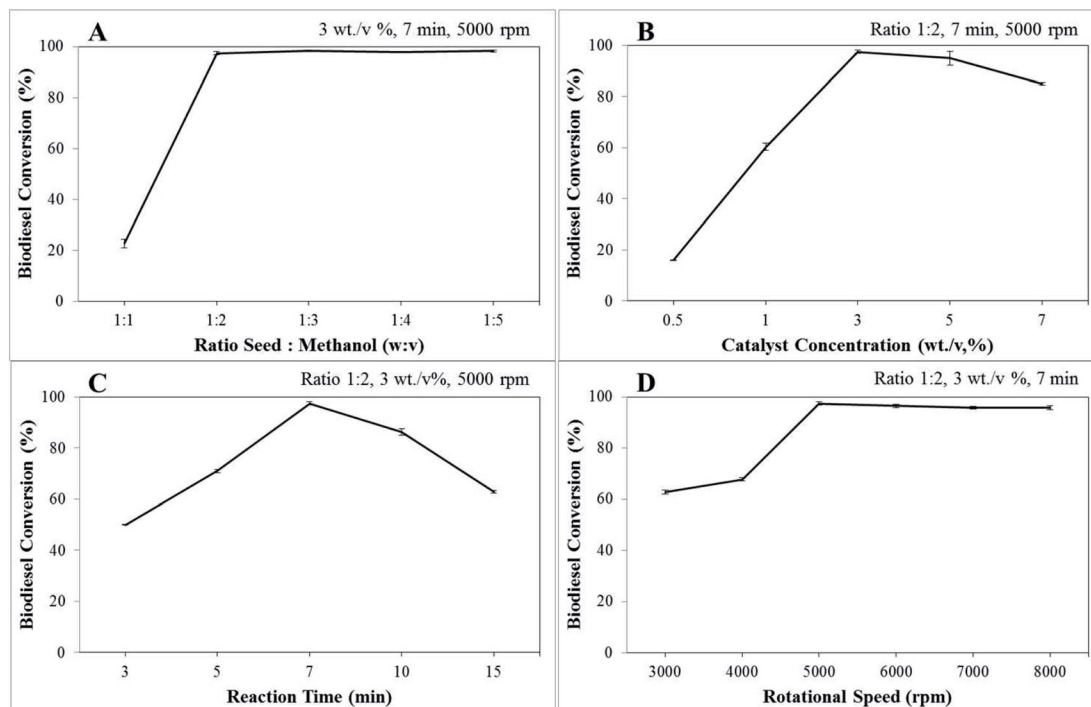 A
3 wt./v %, 7 min, 5000 rpm
Biodiesel Conversion (%)
100
80
60
40
20
0
1:1 1:2 1:3 1:4 1:5
Ratio Seed : Methanol (w:v)
B
Ratio 1:2, 7 min, 5000 rpm
Biodiesel Conversion (%)
100
80
60
40
20
0
0.5 1 3 5 7
Catalyst Concentration (wt./v,%)
C
Ratio 1:2, 3 wt./v%, 5000 rpm
Biodiesel Conversion (%)
100
80
60
40
20
0
3 5 7 10 15
Reaction Time (min)
D
Ratio 1:2, 3 wt./v %, 7 min
Biodiesel Conversion (%)
100
80
60
40
20
0
3000 4000 5000 6000 7000 8000
Rotational Speed (rpm)